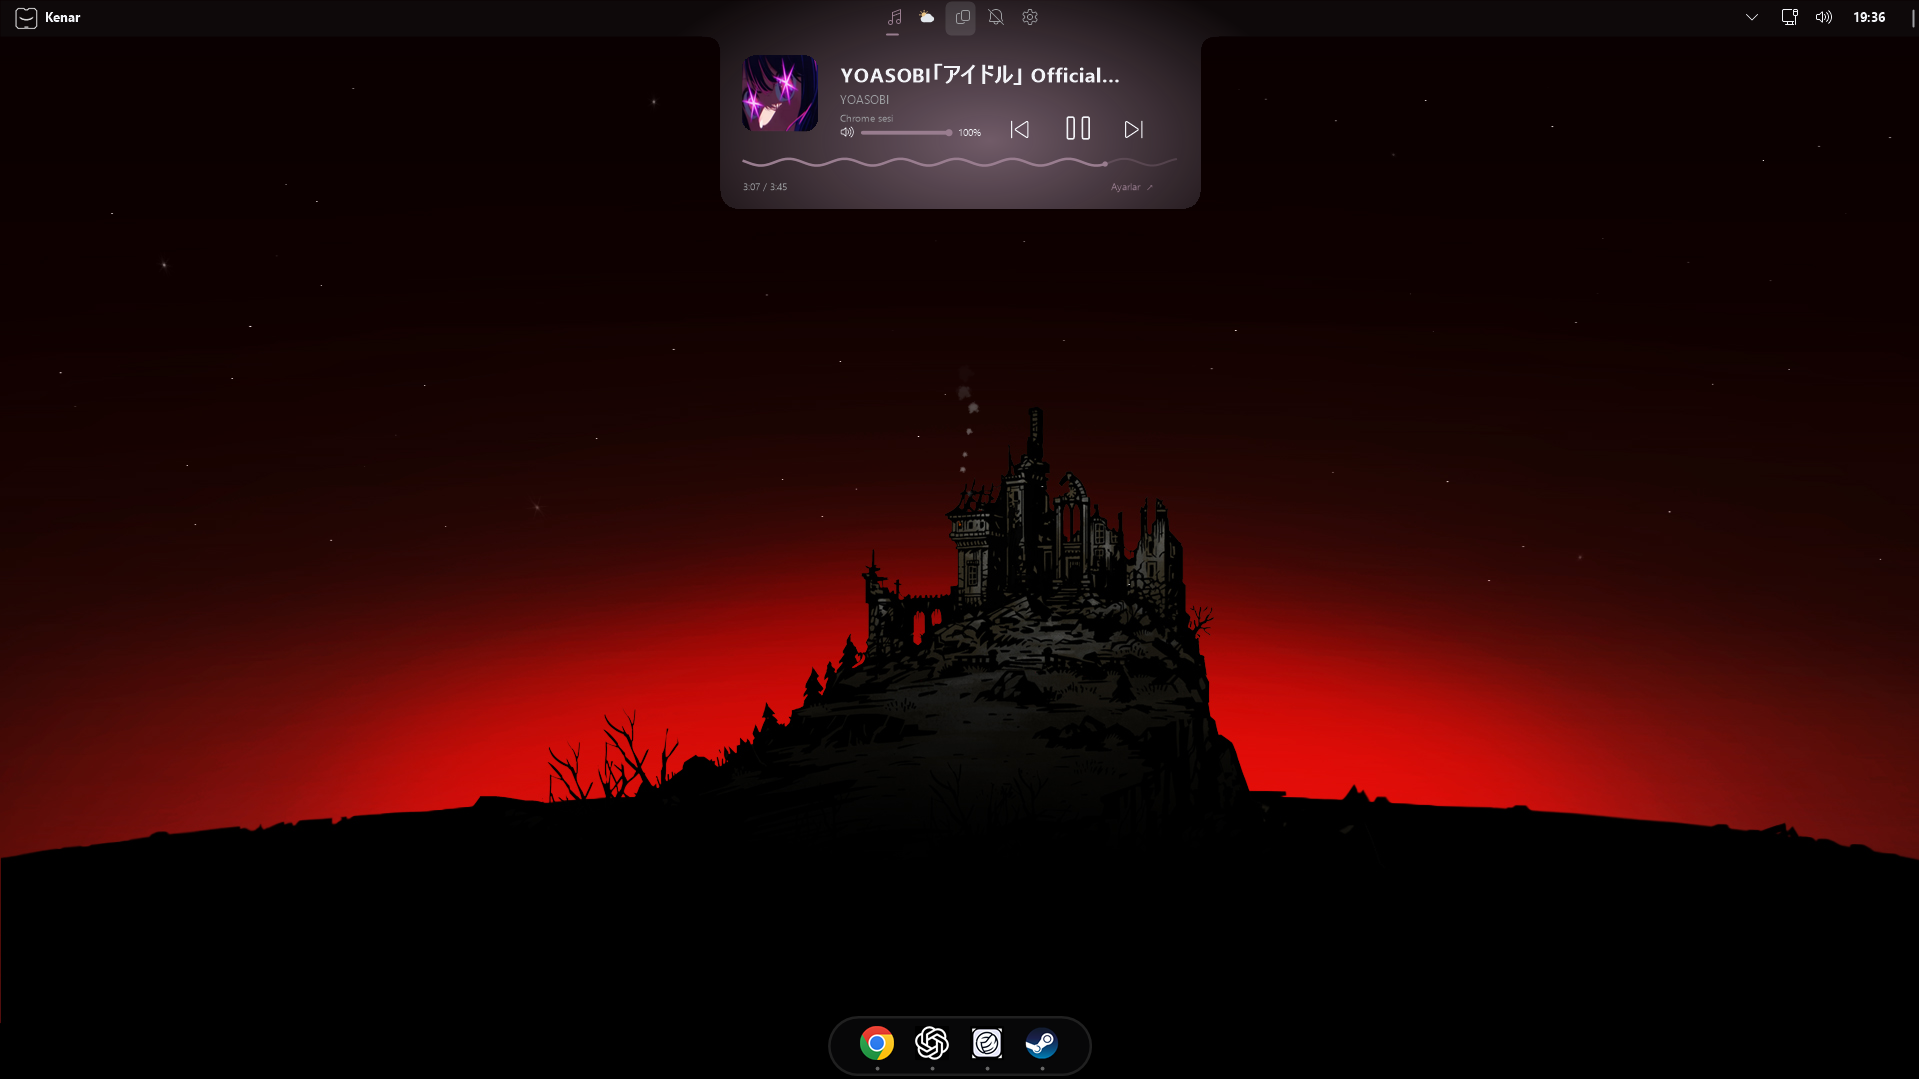 Kenar
19:36
YOASOBI「アイドル」 Official...
YOASOBI
Chrome sesi
100%
3:07 / 3:45
Ayarlar